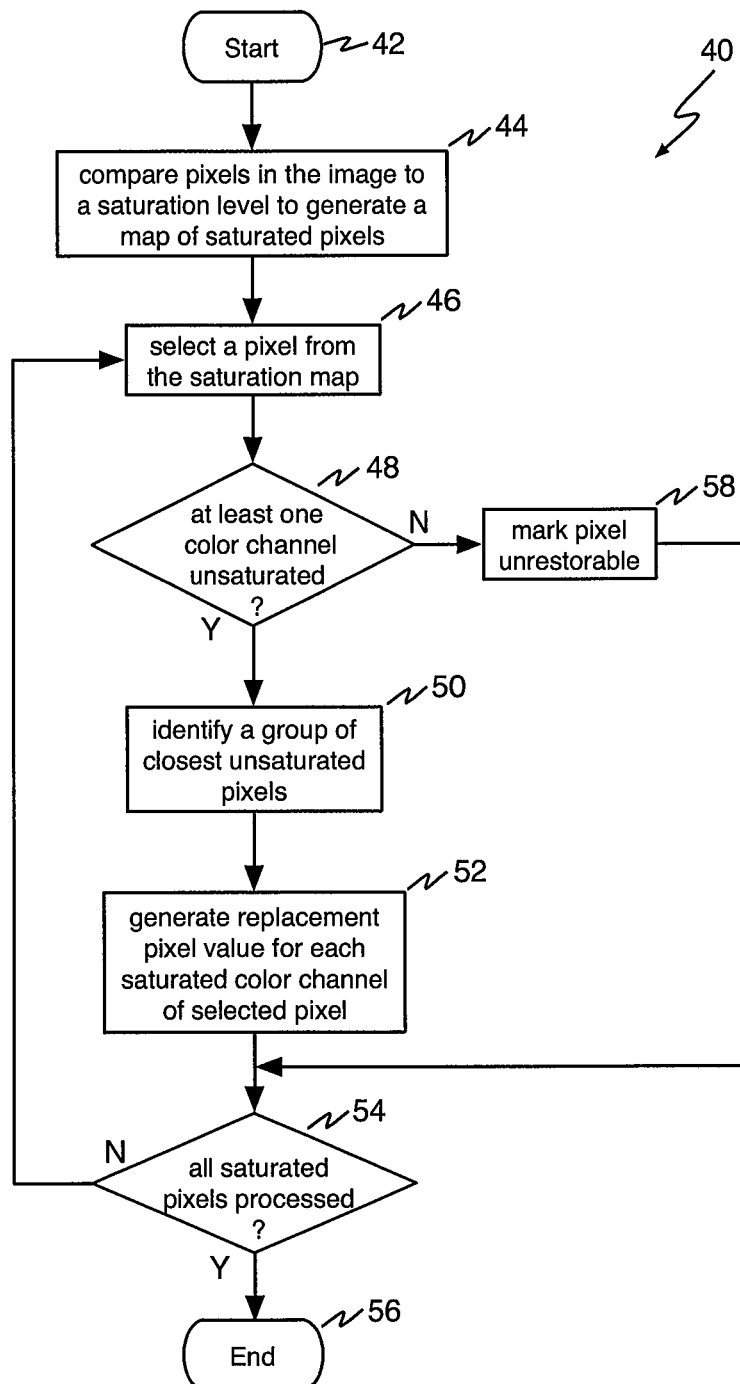 Start
42
40
44
compare pixels in the image to
a saturation level to generate a
map of saturated pixels
46
select a pixel from
the saturation map
48
at least one
color channel
unsaturated
?
N
Y
58
mark pixel
unrestorable
50
identify a group of
closest unsaturated
pixels
52
generate replacement
pixel value for each
saturated color channel
of selected pixel
54
N
all saturated
pixels processed
?
Y
56
End